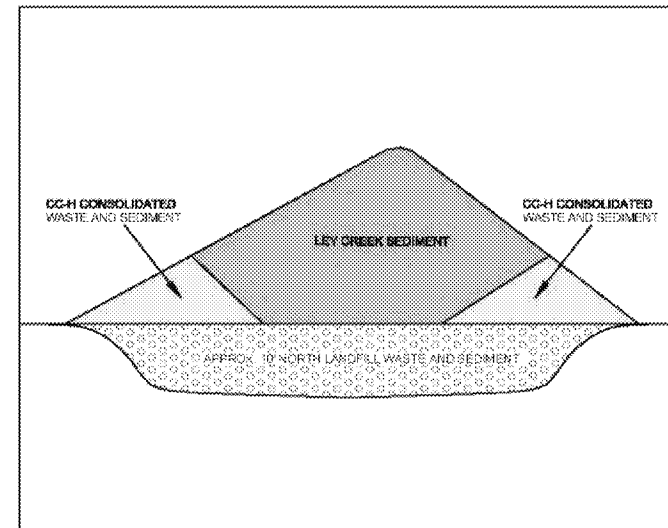 CC-H CONSOLIDATED
WASTE AND SEDIMENT
CC-H CONSOLIDATED
WASTE AND SEDIMENT
LEY CREEK SEDIMENT
APPROX. 10' NORTH LANDFILL WASTE AND SEDIMENT